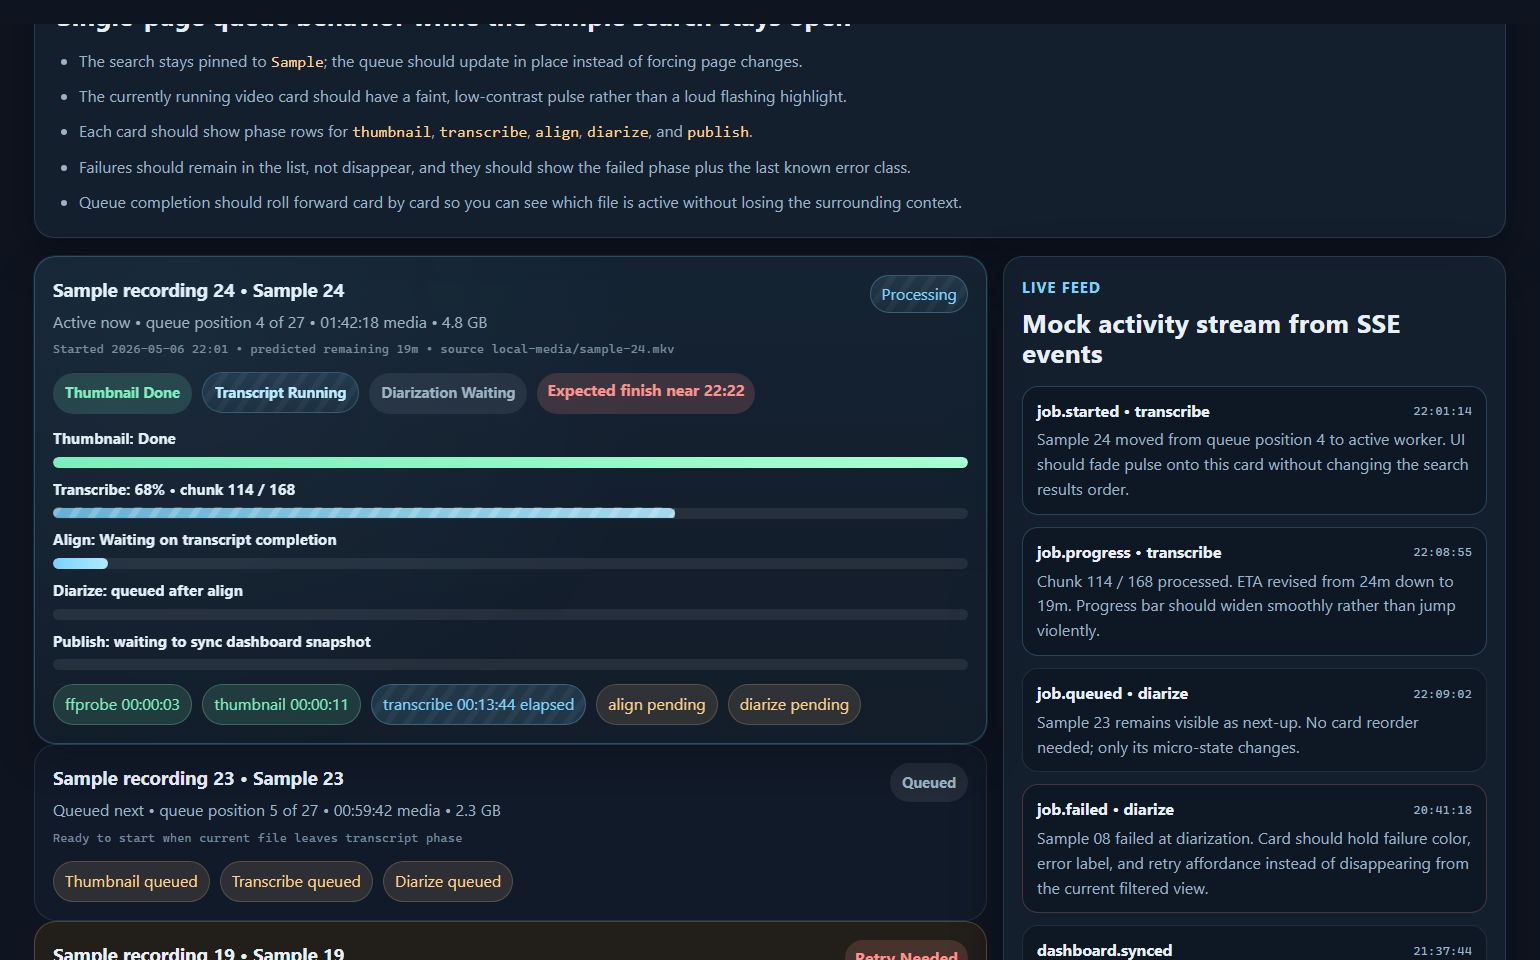 Single-page queue behavior while the Sample search stays open
The search stays pinned to Sample; the queue should update in place instead of forcing page changes.
The currently running video card should have a faint, low-contrast pulse rather than a loud flashing highlight.
Each card should show phase rows for thumbnail, transcribe, align, diarize, and publish.
Failures should remain in the list, not disappear, and they should show the failed phase plus the last known error class.
Queue completion should roll forward card by card so you can see which file is active without losing the surrounding context.
Sample recording 24 • Sample 24
Processing
Active now • queue position 4 of 27 • 01:42:18 media • 4.8 GB
Started 2026-05-06 22:01 • predicted remaining 19m • source local-media/sample-24.mkv
Thumbnail Done
Transcript Running
Diarization Waiting
Expected finish near 22:22
Thumbnail: Done
Transcribe: 68% • chunk 114 / 168
Align: Waiting on transcript completion
Diarize: queued after align
Publish: waiting to sync dashboard snapshot
ffprobe 00:00:03
thumbnail 00:00:11
transcribe 00:13:44 elapsed
align pending
diarize pending
Sample recording 23 • Sample 23
Queued
Queued next • queue position 5 of 27 • 00:59:42 media • 2.3 GB
Ready to start when current file leaves transcript phase
Thumbnail queued
Transcribe queued
Diarize queued
Sample recording 19 • Sample 19
Retry Needed
LIVE FEED
Mock activity stream from SSE
events
job.started • transcribe
22:01:14
Sample 24 moved from queue position 4 to active worker. UI
should fade pulse onto this card without changing the search
results order.
job.progress • transcribe
22:08:55
Chunk 114 / 168 processed. ETA revised from 24m down to
19m. Progress bar should widen smoothly rather than jump
violently.
job.queued • diarize
22:09:02
Sample 23 remains visible as next-up. No card reorder
needed; only its micro-state changes.
job.failed • diarize
20:41:18
Sample 08 failed at diarization. Card should hold failure color,
error label, and retry affordance instead of disappearing from
the current filtered view.
dashboard.synced
21:37:44